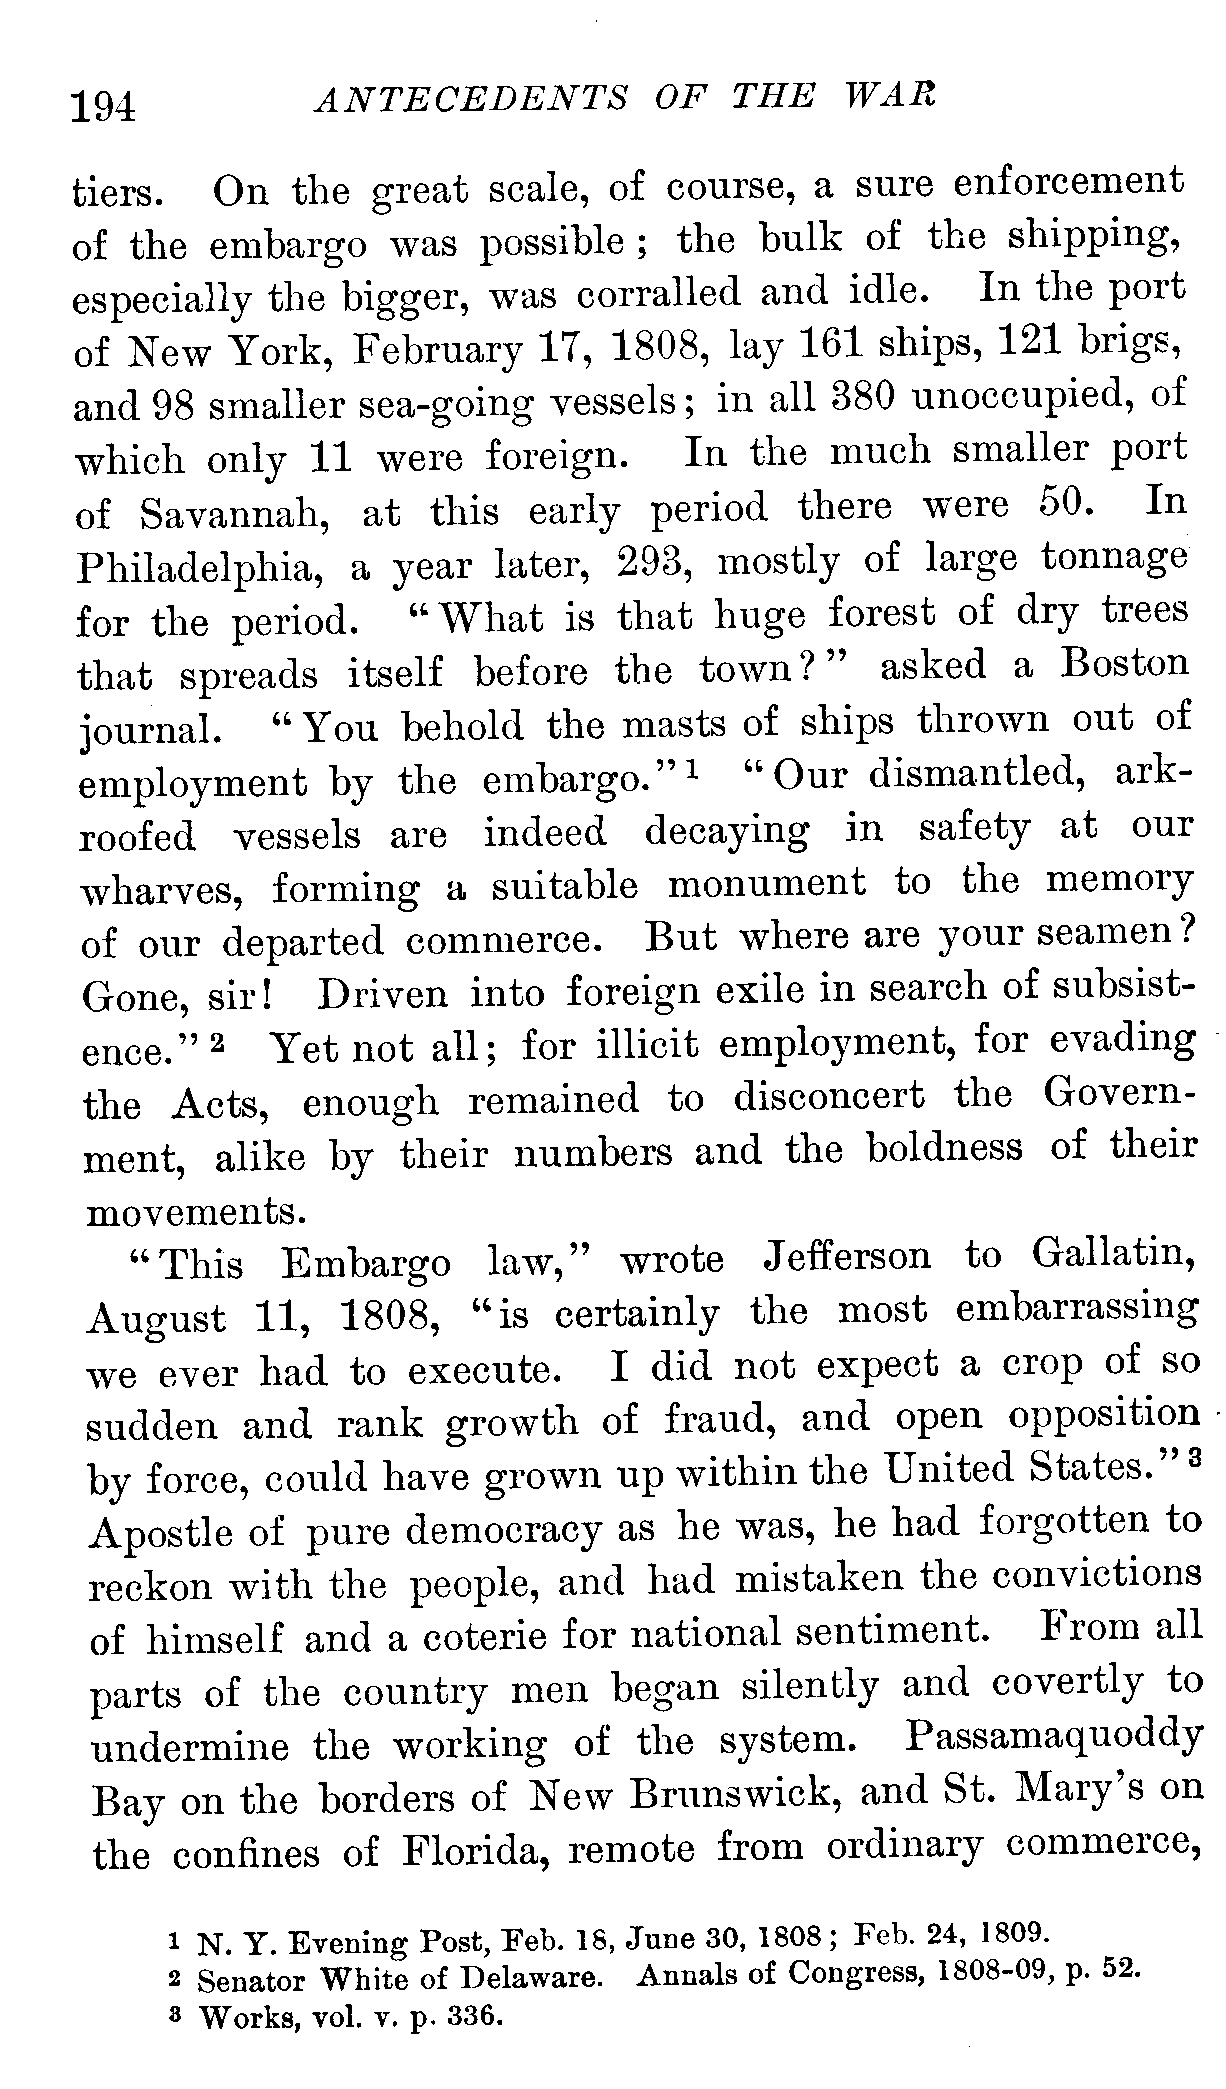 194 ANTECEDENTS OF THE WAR
tiers. On the great scale, of course, a sure enforcement
of the embargo was possible; the bulk of the shipping,
especially the bigger, was corralled and idle. In the port
of New York, February 17, 1808, lay 161 ships, 121 brigs,
and 98 smaller sea-going vessels; in all 380 unoccupied, of
which only 11 were foreign. In the much smaller port
of Savannah, at this early period there were 50. In
Philadelphia, a year later, 293, mostly of large tonnage
for the period. “What is that huge forest of dry trees
that spreads itself before the town?” asked a Boston
journal. “You behold the masts of ships thrown out of
employment by the embargo.”¹ “Our dismantled, ark-
roofed vessels are indeed decaying in safety at our
wharves, forming a suitable monument to the memory
of our departed commerce. But where are your seamen?
Gone, sir! Driven into foreign exile in search of subsist-
ence.”² Yet not all; for illicit employment, for evading
the Acts, enough remained to disconcert the Govern-
ment, alike by their numbers and the boldness of their
movements.
“This Embargo law,” wrote Jefferson to Gallatin,
August 11, 1808, “is certainly the most embarrassing
we ever had to execute. I did not expect a crop of so
sudden and rank growth of fraud, and open opposition
by force, could have grown up within the United States.”³
Apostle of pure democracy as he was, he had forgotten to
reckon with the people, and had mistaken the convictions
of himself and a coterie for national sentiment. From all
parts of the country men began silently and covertly to
undermine the working of the system. Passamaquoddy
Bay on the borders of New Brunswick, and St. Mary’s on
the confines of Florida, remote from ordinary commerce,
¹ N. Y. Evening Post, Feb. 18, June 30, 1808; Feb. 24, 1809.
² Senator White of Delaware. Annals of Congress, 1808-09, p. 52.
³ Works, vol. v. p. 336.